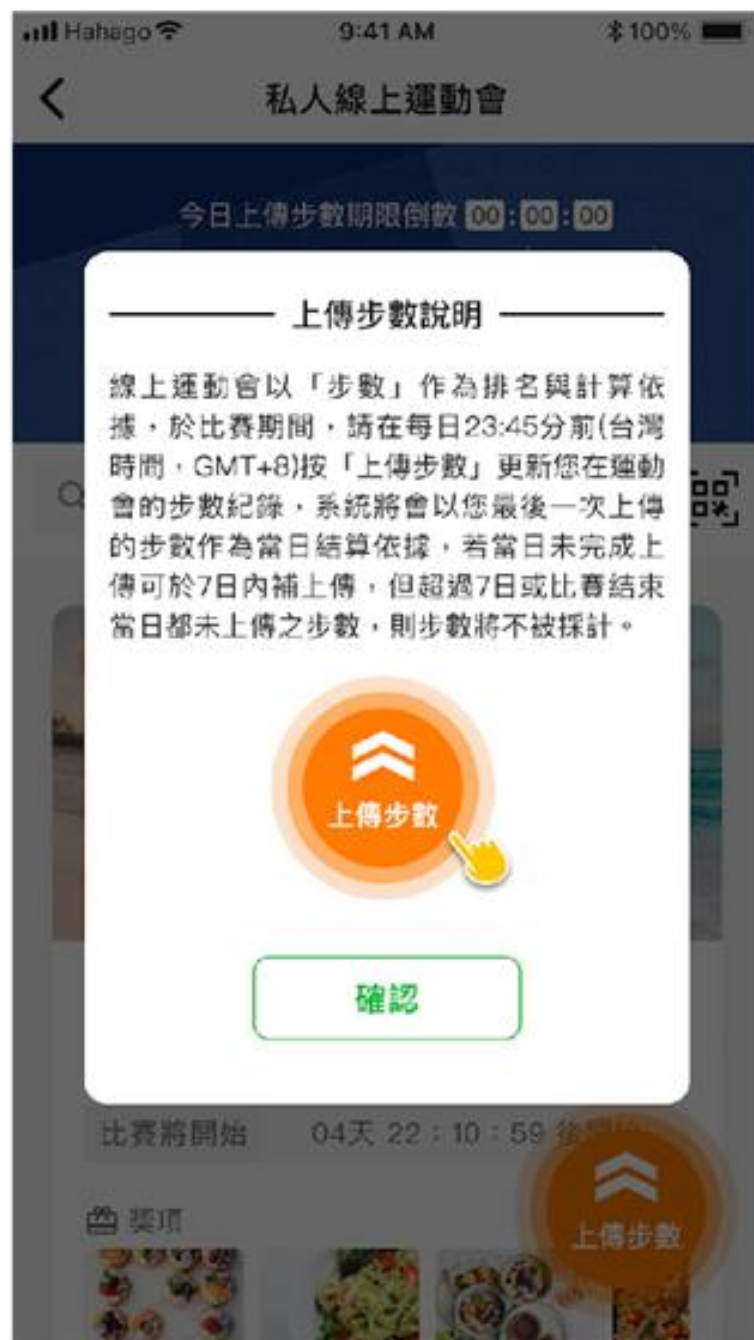 Hahago
9:41 AM
100%
私人線上運動會
今日上傳步數期限倒數 00:00:00
上傳步數說明
線上運動會以「步數」作為排名與計算依
據，於比賽期間，請在每日23:45分前(台灣
時間，GMT+8)按「上傳步數」更新您在運動
會的步數紀錄，系統將會以您最後一次上傳
的步數作為當日結算依據，若當日未完成上
傳可於7日內補上傳，但超過7日或比賽結束
當日都未上傳之步數，則步數將不被採計。
上傳步數
確認
比賽將開始 04天 22：10：59 後
上傳步數
獎項